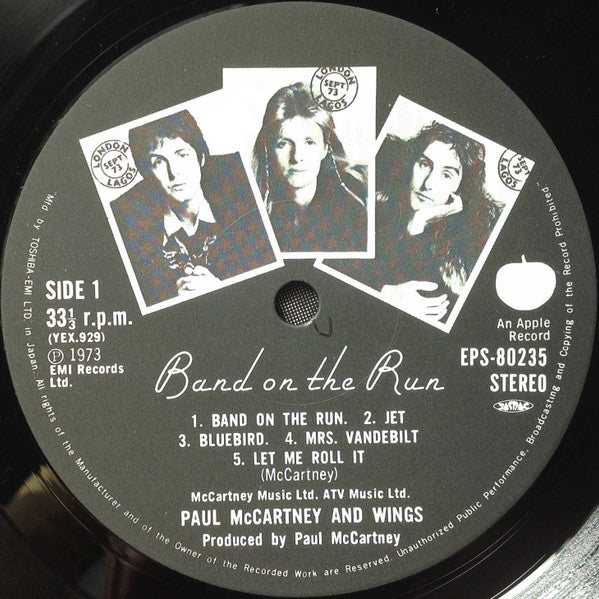 LONDON
SEPT
73
LAGOS
LONDON
SEPT
73
LAGOS
LONDON
SEPT
73
LAGOS
SIDE 1
33⅓ r.p.m.
(YEX.929)
Ⓟ 1973
EMI Records
Ltd.
An Apple
Record
EPS-80235
STEREO
JASRAC
Band on the Run
1. BAND ON THE RUN. 2. JET
3. BLUEBIRD. 4. MRS. VANDEBILT
5. LET ME ROLL IT
(McCartney)
McCartney Music Ltd. ATV Music Ltd.
PAUL McCARTNEY AND WINGS
Produced by Paul McCartney
"Mf'd by TOSHIBA-EMI LTD. in Japan. All rights of the Manufacturer and of the Owner of the Recorded Work are Reserved. Unauthorized Public Performance, Broadcasting and Copying of the Record Prohibited."